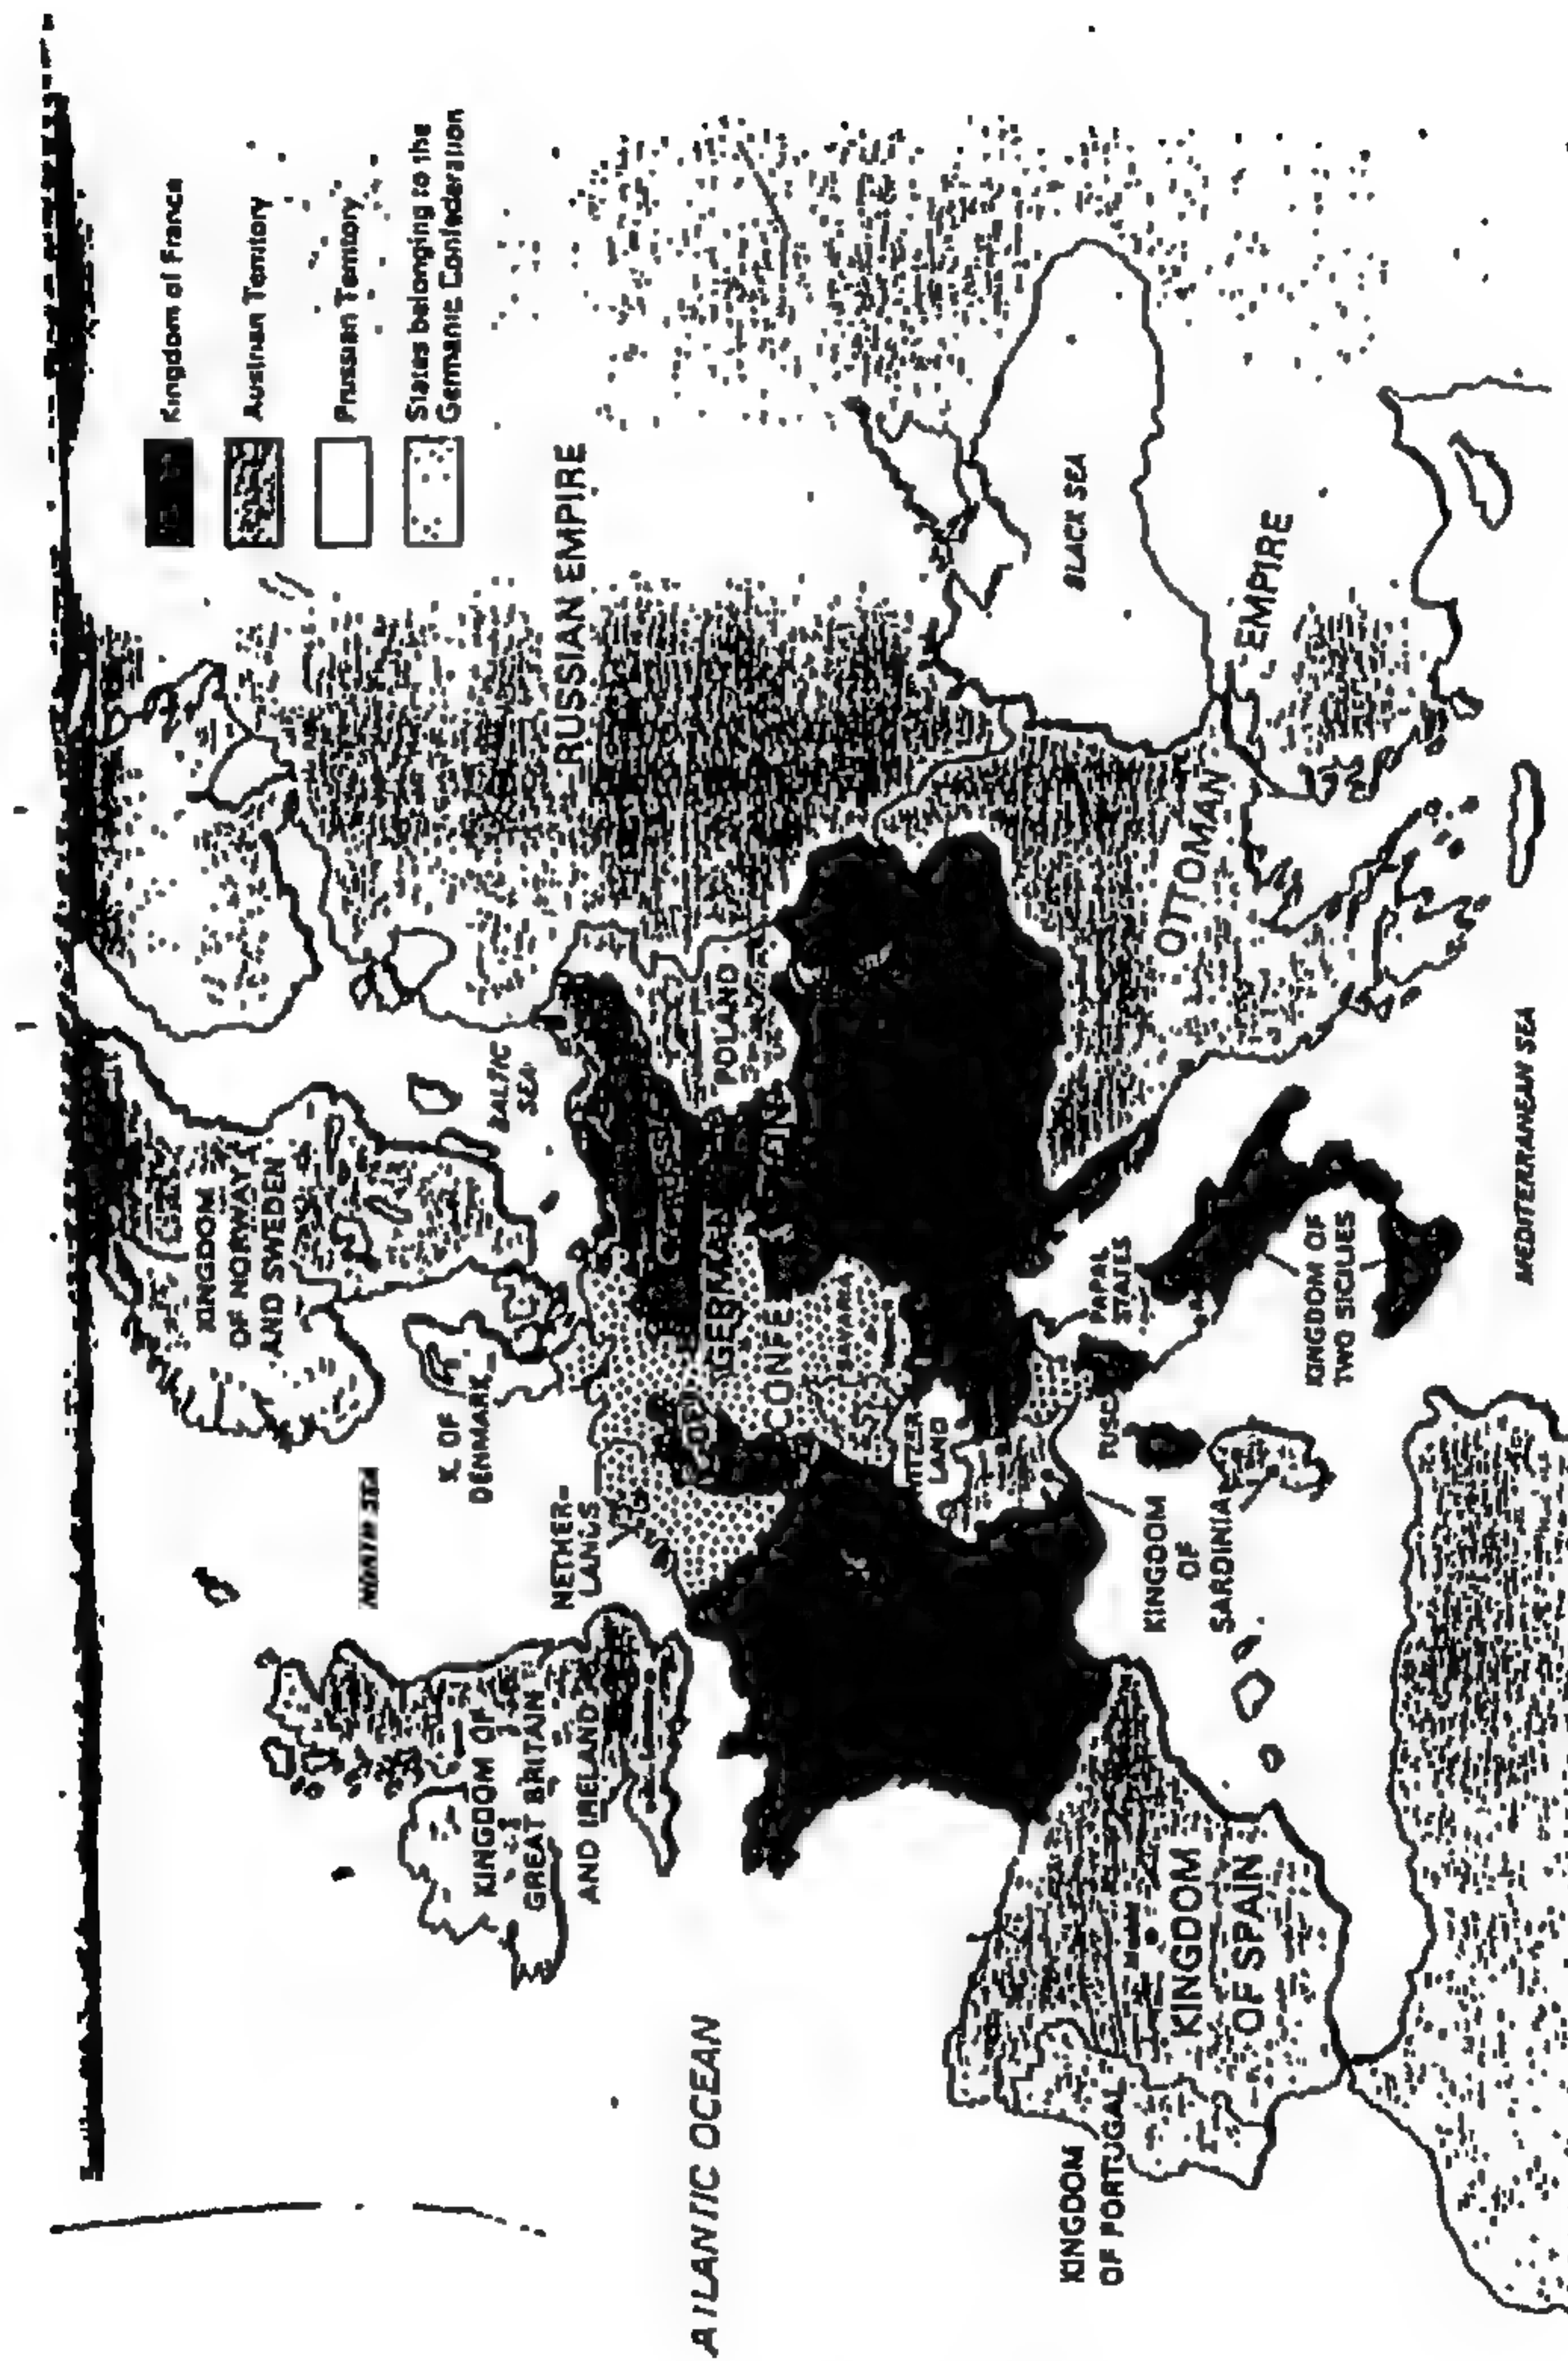 Kingdom of France
Austrian Territory
Prussian Territory
States belonging to the
Germanic Confederation
RUSSIAN EMPIRE
KINGDOM
OF NORWAY
AND SWEDEN
BALTIC
SEA
K. OF
DENMARK
NORTH SEA
NETHER-
LANDS
KINGDOM OF
GREAT BRITAIN
AND IRELAND
POLAND
GERMAN
CONFE
BAVARIA
LAND
BLACK SEA
OTTOMAN
EMPIRE
PAPAL
STATES
TUSC
KINGDOM OF
TWO SICILIES
KINGDOM
OF
SARDINIA
ATLANTIC OCEAN
KINGDOM
OF SPAIN
KINGDOM
OF PORTUGAL
MEDITERRANEAN SEA